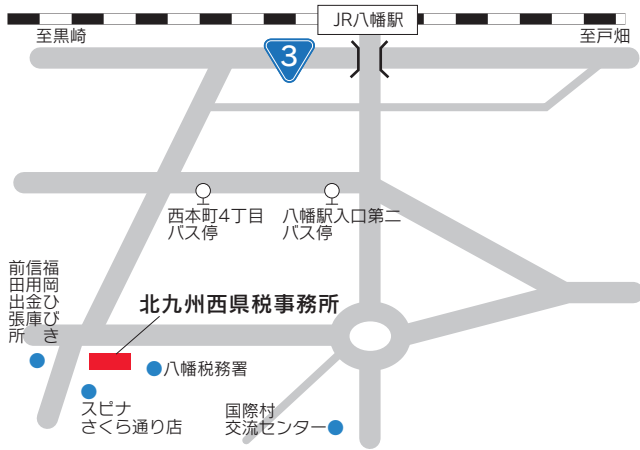 JR八幡駅
至黒崎
至戸畑
3
西本町4丁目
バス停
八幡駅入口第二
バス停
福岡ひびき
信用金庫
前田出張所
北九州西県税事務所
八幡税務署
スピナ
さくら通り店
国際村
交流センター